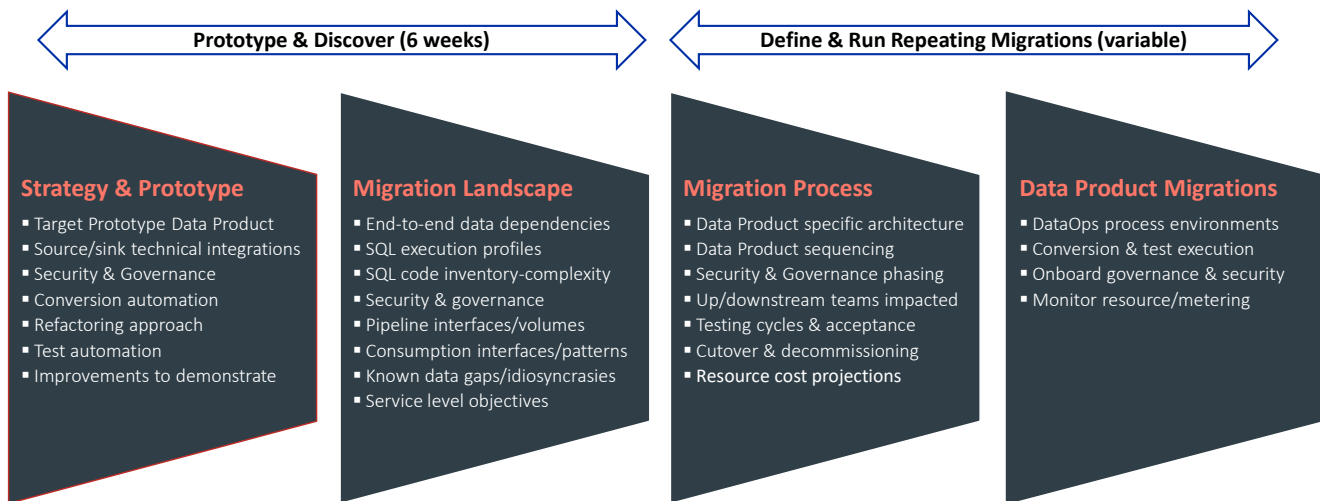 Prototype & Discover (6 weeks)
Define & Run Repeating Migrations (variable)
Strategy & Prototype
▪ Target Prototype Data Product
▪ Source/sink technical integrations
▪ Security & Governance
▪ Conversion automation
▪ Refactoring approach
▪ Test automation
▪ Improvements to demonstrate
Migration Landscape
▪ End-to-end data dependencies
▪ SQL execution profiles
▪ SQL code inventory-complexity
▪ Security & governance
▪ Pipeline interfaces/volumes
▪ Consumption interfaces/patterns
▪ Known data gaps/idiosyncrasies
▪ Service level objectives
Migration Process
▪ Data Product specific architecture
▪ Data Product sequencing
▪ Security & Governance phasing
▪ Up/downstream teams impacted
▪ Testing cycles & acceptance
▪ Cutover & decommissioning
▪ Resource cost projections
Data Product Migrations
▪ DataOps process environments
▪ Conversion & test execution
▪ Onboard governance & security
▪ Monitor resource/metering